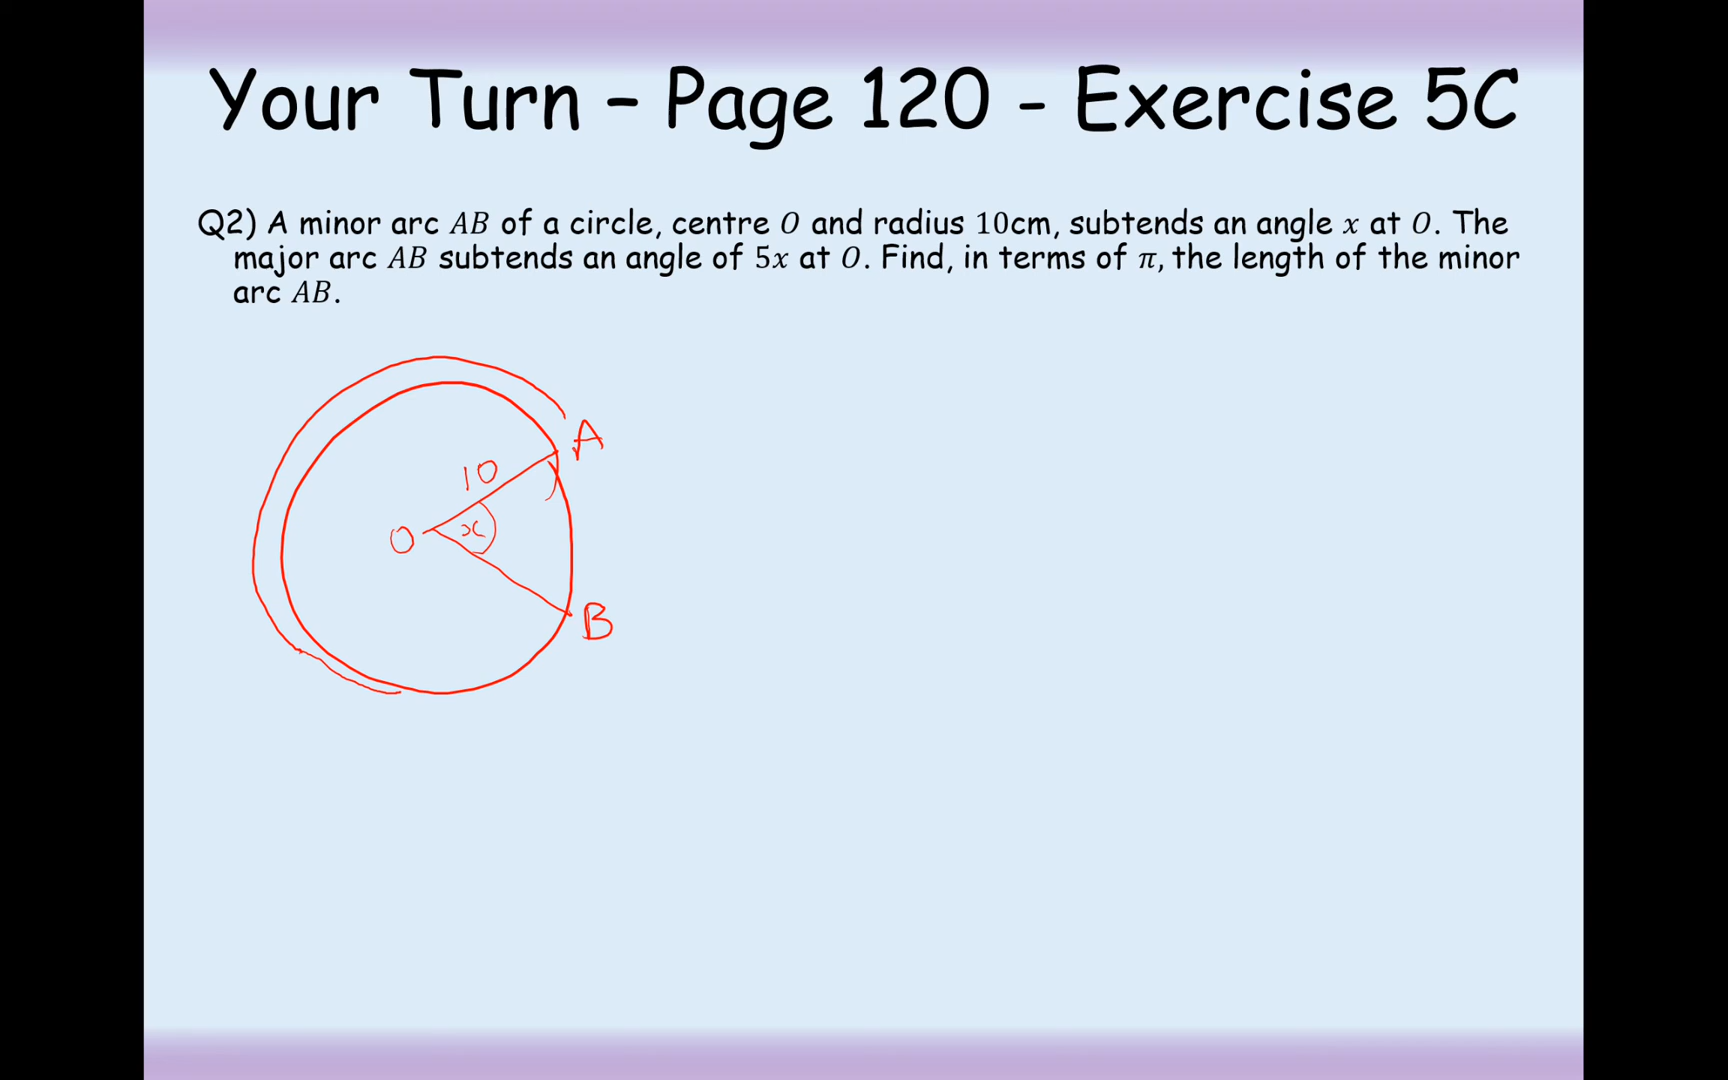 Your Turn – Page 120 - Exercise 5C
Q2) A minor arc AB of a circle, centre O and radius 10cm, subtends an angle x at O. The
major arc AB subtends an angle of 5x at O. Find, in terms of π, the length of the minor
arc AB.
A
10
O x
B